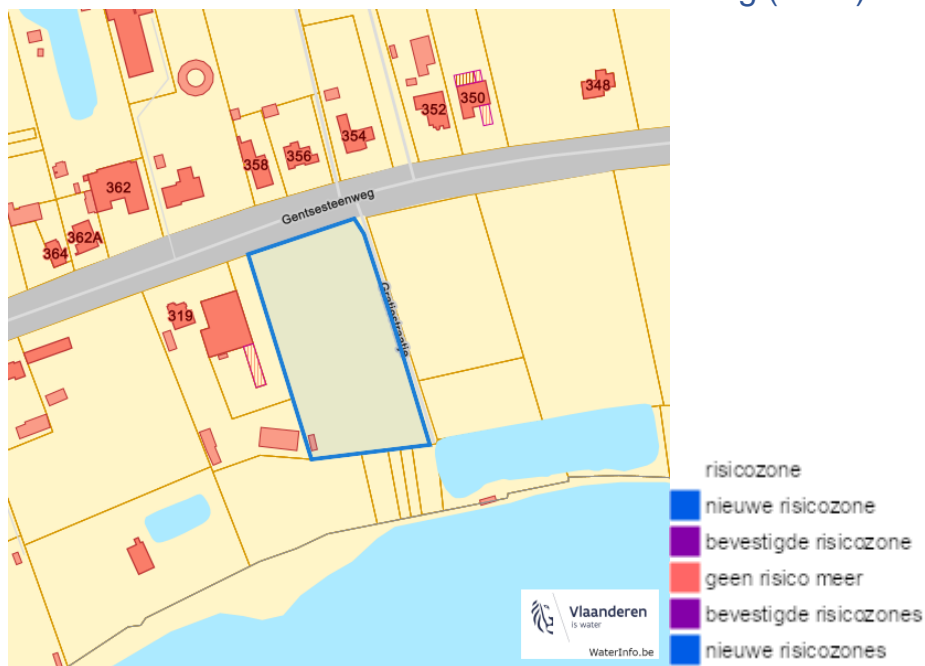 348
350
352
354
356
358
362
Gentsesteenweg
362A
364
319
Gratiestraatje
risicozone
nieuwe risicozone
bevestigde risicozone
geen risico meer
bevestigde risicozones
nieuwe risicozones
Vlaanderen
is water
WaterInfo.be